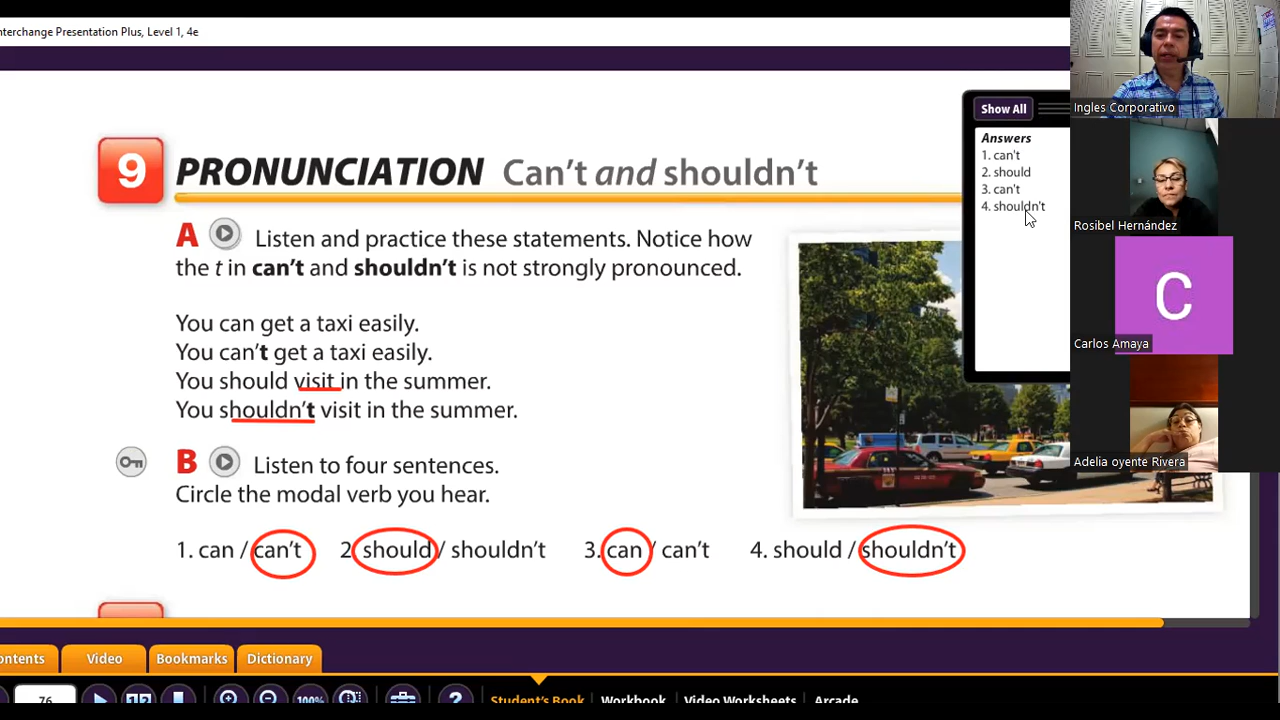 nterchange Presentation Plus, Level 1, 4e
Ingles Corporativo
Show All
Answers
1. can't
2. should
3. can't
4. shouldn't
Rosibel Hernández
C
Carlos Amaya
Adelia oyente Rivera
9 PRONUNCIATION Can't and shouldn't
A Listen and practice these statements. Notice how
the t in can't and shouldn't is not strongly pronounced.
You can get a taxi easily.
You can't get a taxi easily.
You should visit in the summer.
You shouldn't visit in the summer.
B Listen to four sentences.
Circle the modal verb you hear.
1. can / can't 2 should / shouldn't 3. can / can't 4. should / shouldn't
ontents Video Bookmarks Dictionary
76 100% ? Student's Book Workbook Video Worksheets Arcade